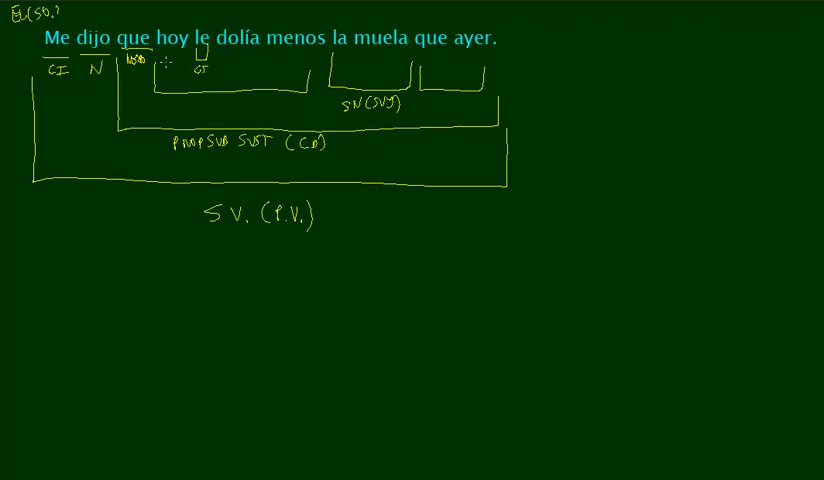 Me dijo que hoy le dolía menos la muela que ayer.
CI N NEXO CI
SN (SUJ)
PROP SUB SUST (CD)
S V. (P.V.)